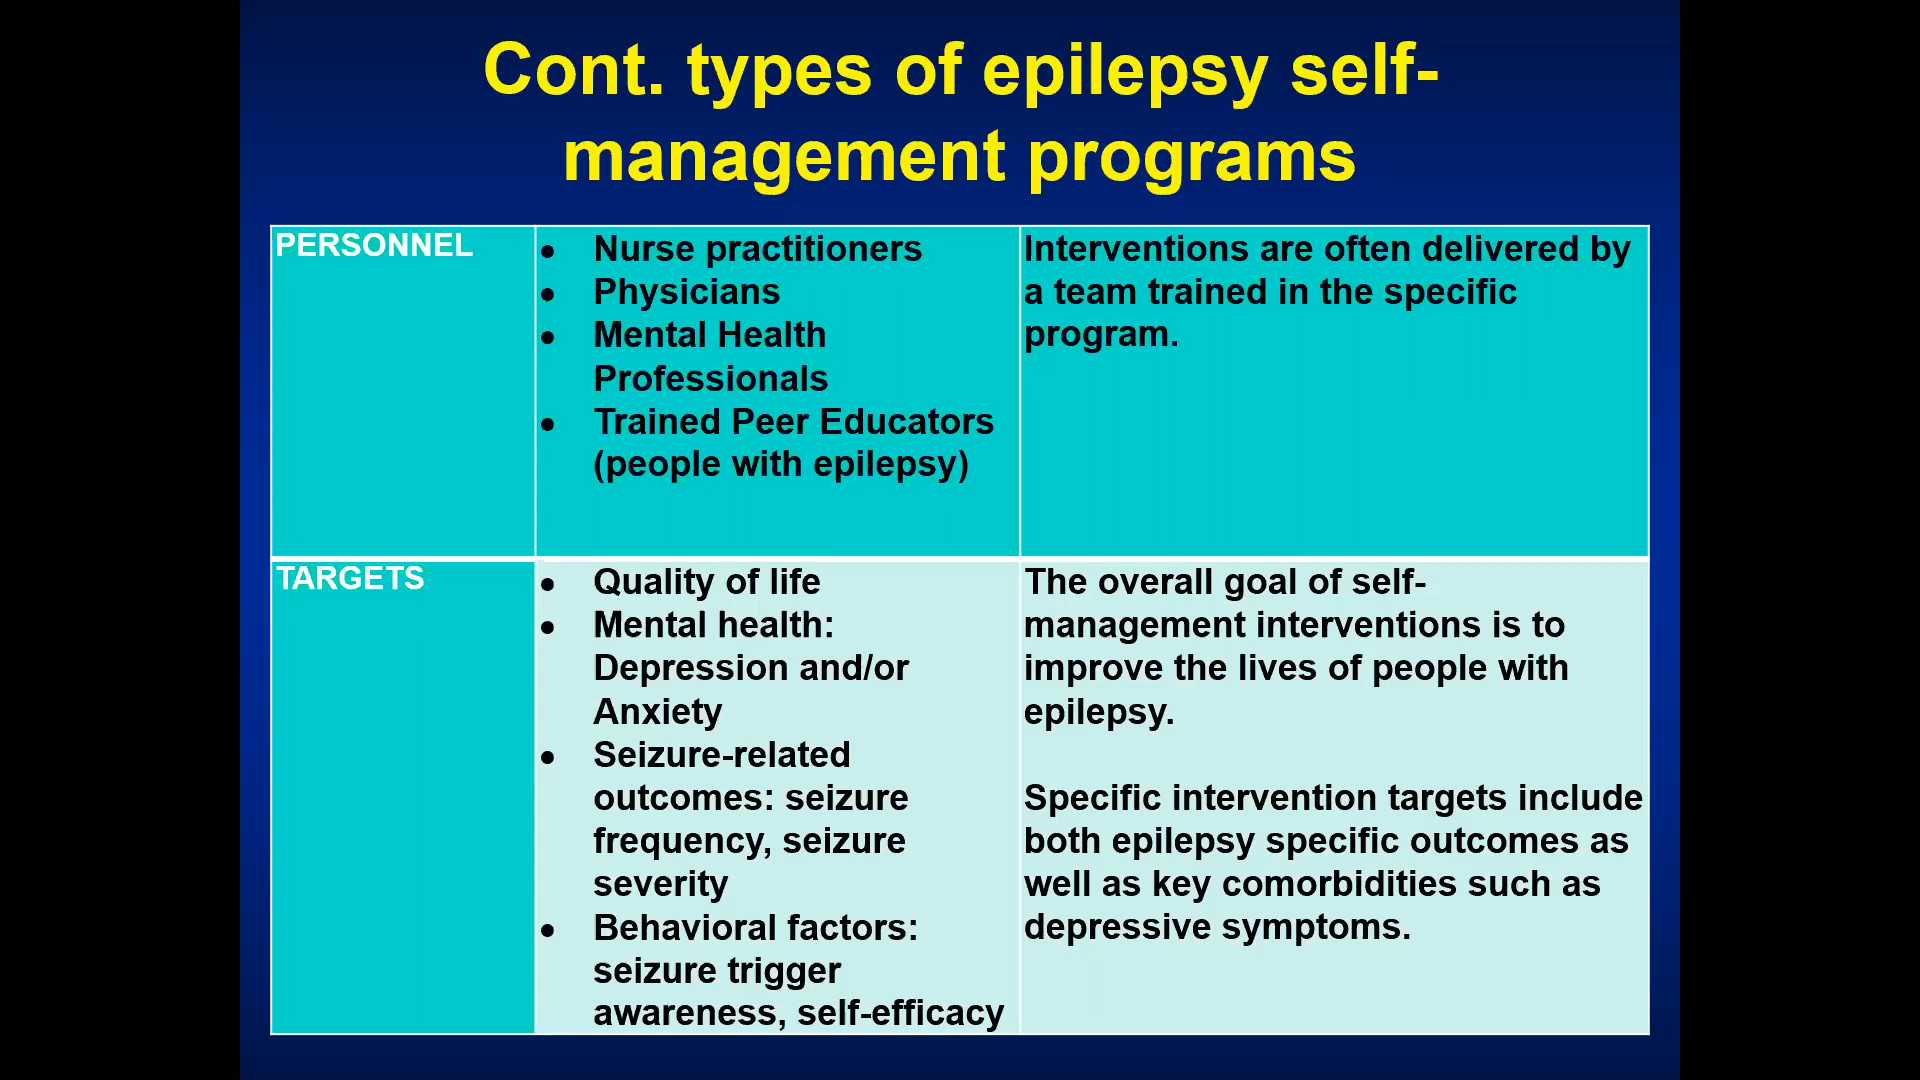 Cont. types of epilepsy self-
management programs
PERSONNEL
• Nurse practitioners
• Physicians
• Mental Health
Professionals
• Trained Peer Educators
(people with epilepsy)
Interventions are often delivered by
a team trained in the specific
program.
TARGETS
• Quality of life
• Mental health:
Depression and/or
Anxiety
• Seizure-related
outcomes: seizure
frequency, seizure
severity
• Behavioral factors:
seizure trigger
awareness, self-efficacy
The overall goal of self-
management interventions is to
improve the lives of people with
epilepsy.
Specific intervention targets include
both epilepsy specific outcomes as
well as key comorbidities such as
depressive symptoms.